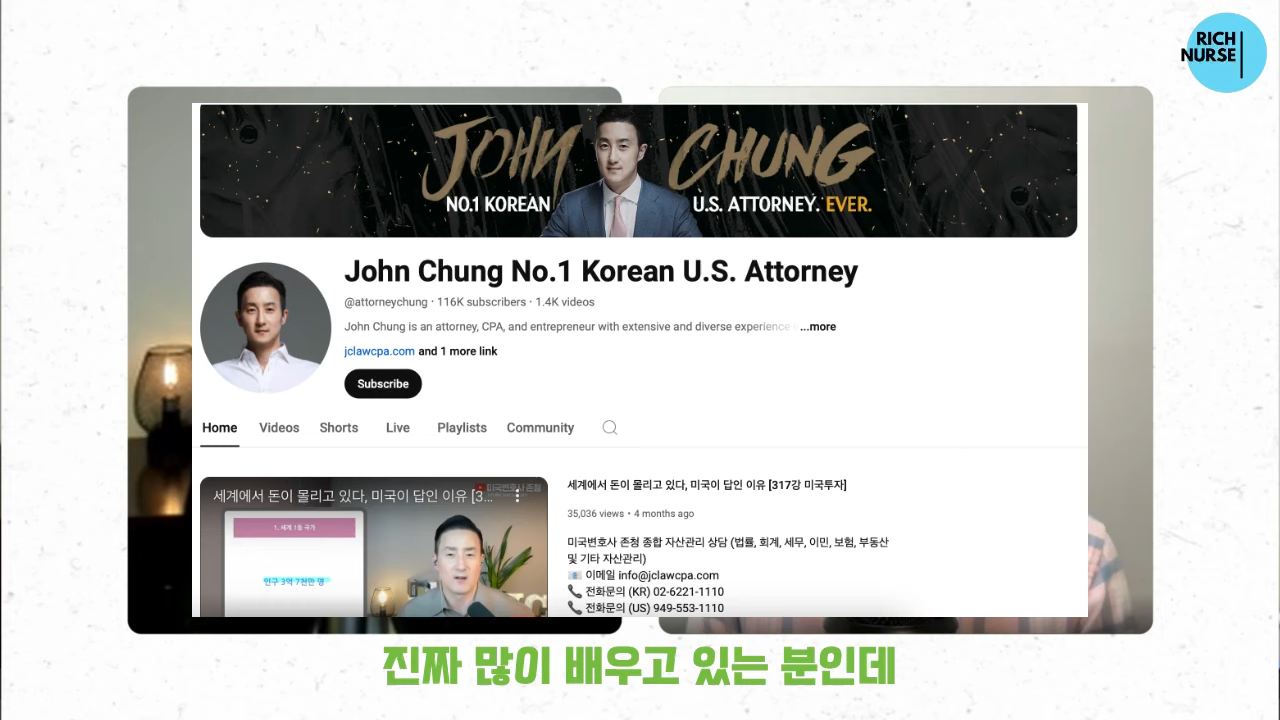 RICH
NURSE
JOHN CHUNG
NO.1 KOREAN U.S. ATTORNEY. EVER.
John Chung No.1 Korean U.S. Attorney
@attorneychung · 116K subscribers · 1.4K videos
John Chung is an attorney, CPA, and entrepreneur with extensive and diverse experience ...more
jclawcpa.com and 1 more link
Subscribe
Home Videos Shorts Live Playlists Community
세계에서 돈이 몰리고 있다, 미국이 답인 이유 [3...
미국변호사 존청
1. 세계 1등 국가
인구 3억 7천만 명
세계에서 돈이 몰리고 있다, 미국이 답인 이유 [317강 미국투자]
35,036 views • 4 months ago
미국변호사 존청 종합 자산관리 상담 (법률, 회계, 세무, 이민, 보험, 부동산
및 기타 자산관리)
이메일 info@jclawcpa.com
전화문의 (KR) 02-6221-1110
전화문의 (US) 949-553-1110
진짜 많이 배우고 있는 분인데